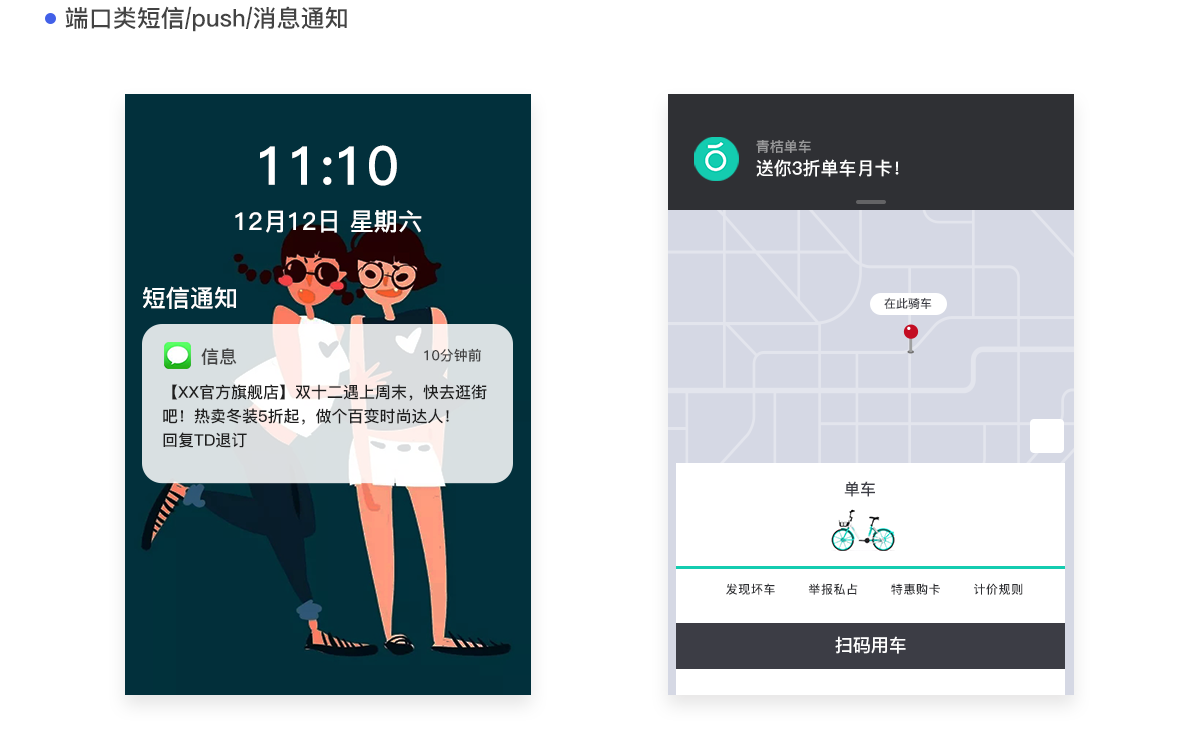 端口类短信/push/消息通知
11:10
12月12日 星期六
短信通知
信息
10分钟前
【XX官方旗舰店】双十二遇上周末，快去逛街
吧！热卖冬装5折起，做个百变时尚达人！
回复TD退订
青桔单车
送你3折单车月卡！
在此骑车
单车
发现坏车
举报私占
特惠购卡
计价规则
扫码用车